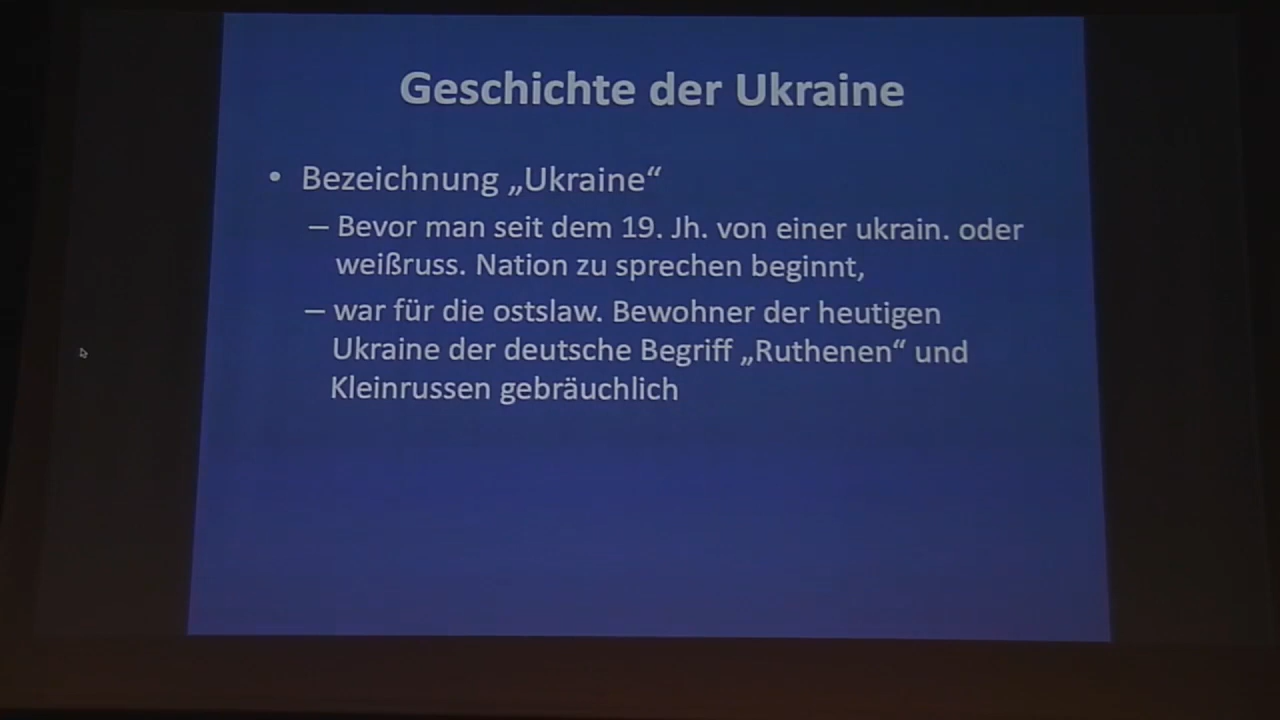 Geschichte der Ukraine
• Bezeichnung „Ukraine“
– Bevor man seit dem 19. Jh. von einer ukrain. oder
weißruss. Nation zu sprechen beginnt,
– war für die ostslaw. Bewohner der heutigen
Ukraine der deutsche Begriff „Ruthenen“ und
Kleinrussen gebräuchlich